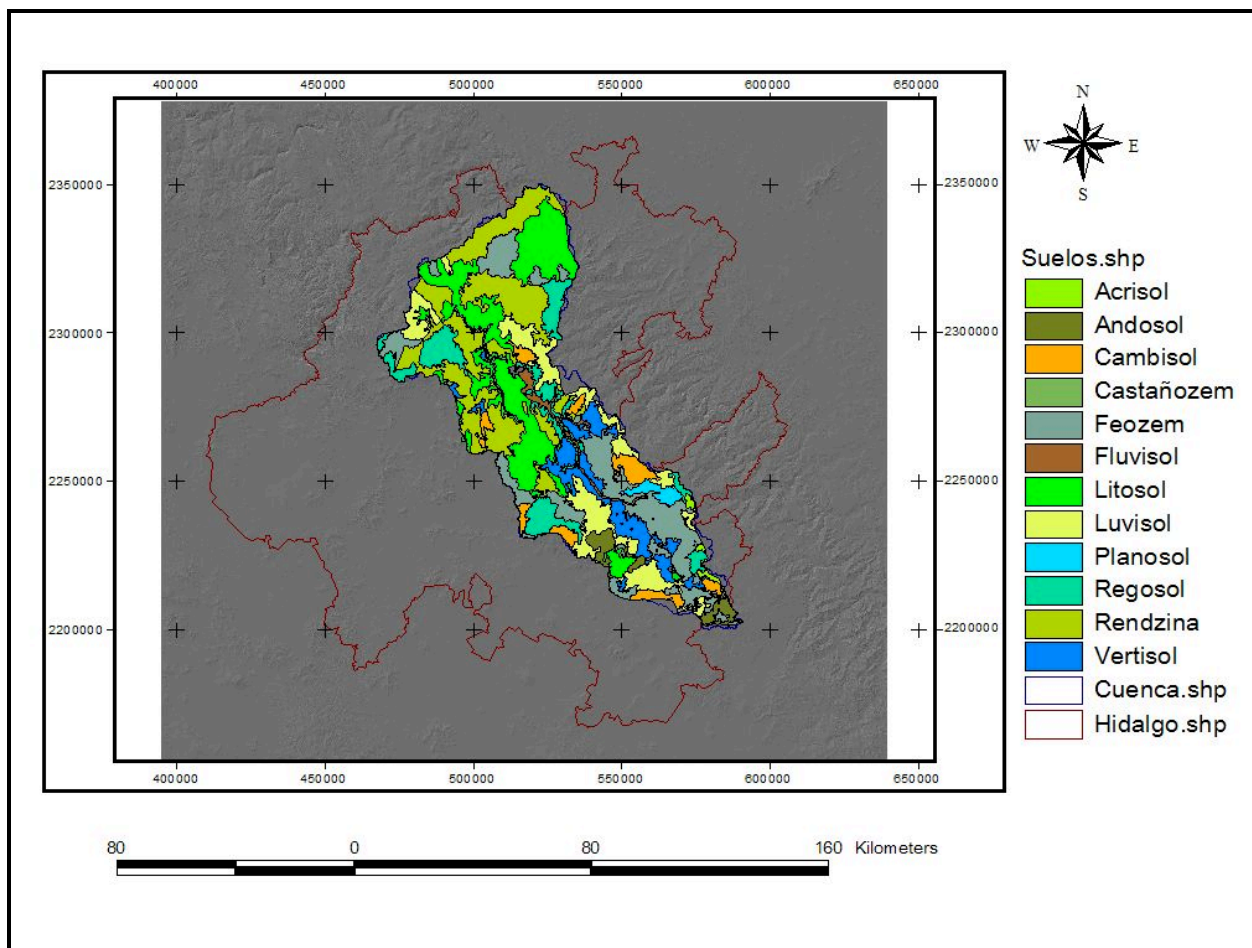 400000 450000 500000 550000 600000 650000
N
W E
S
2350000 2350000
2300000 2300000
2250000 2250000
2200000 2200000
400000 450000 500000 550000 600000 650000
Suelos.shp
Acrisol
Andosol
Cambisol
Castañozem
Feozem
Fluvisol
Litosol
Luvisol
Planosol
Regosol
Rendzina
Vertisol
Cuenca.shp
Hidalgo.shp
80 0 80 160 Kilometers